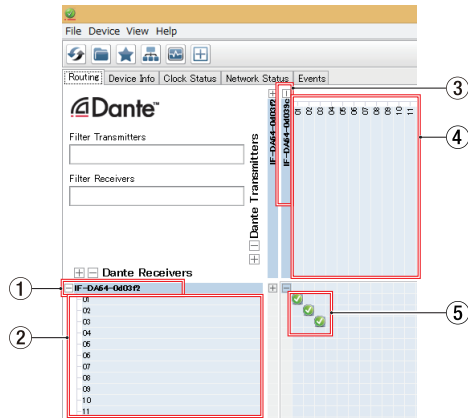 File Device View Help
Routing Device Info Clock Status Network Status Events
Dante™
Filter Transmitters
Filter Receivers
Dante Transmitters
IF-DA64-0d03f2
IF-DA64-0d039c
01 02 03 04 05 06 07 08 09 10 11
Dante Receivers
IF-DA64-0d03f2
01
02
03
04
05
06
07
08
09
10
11
1
2
3
4
5